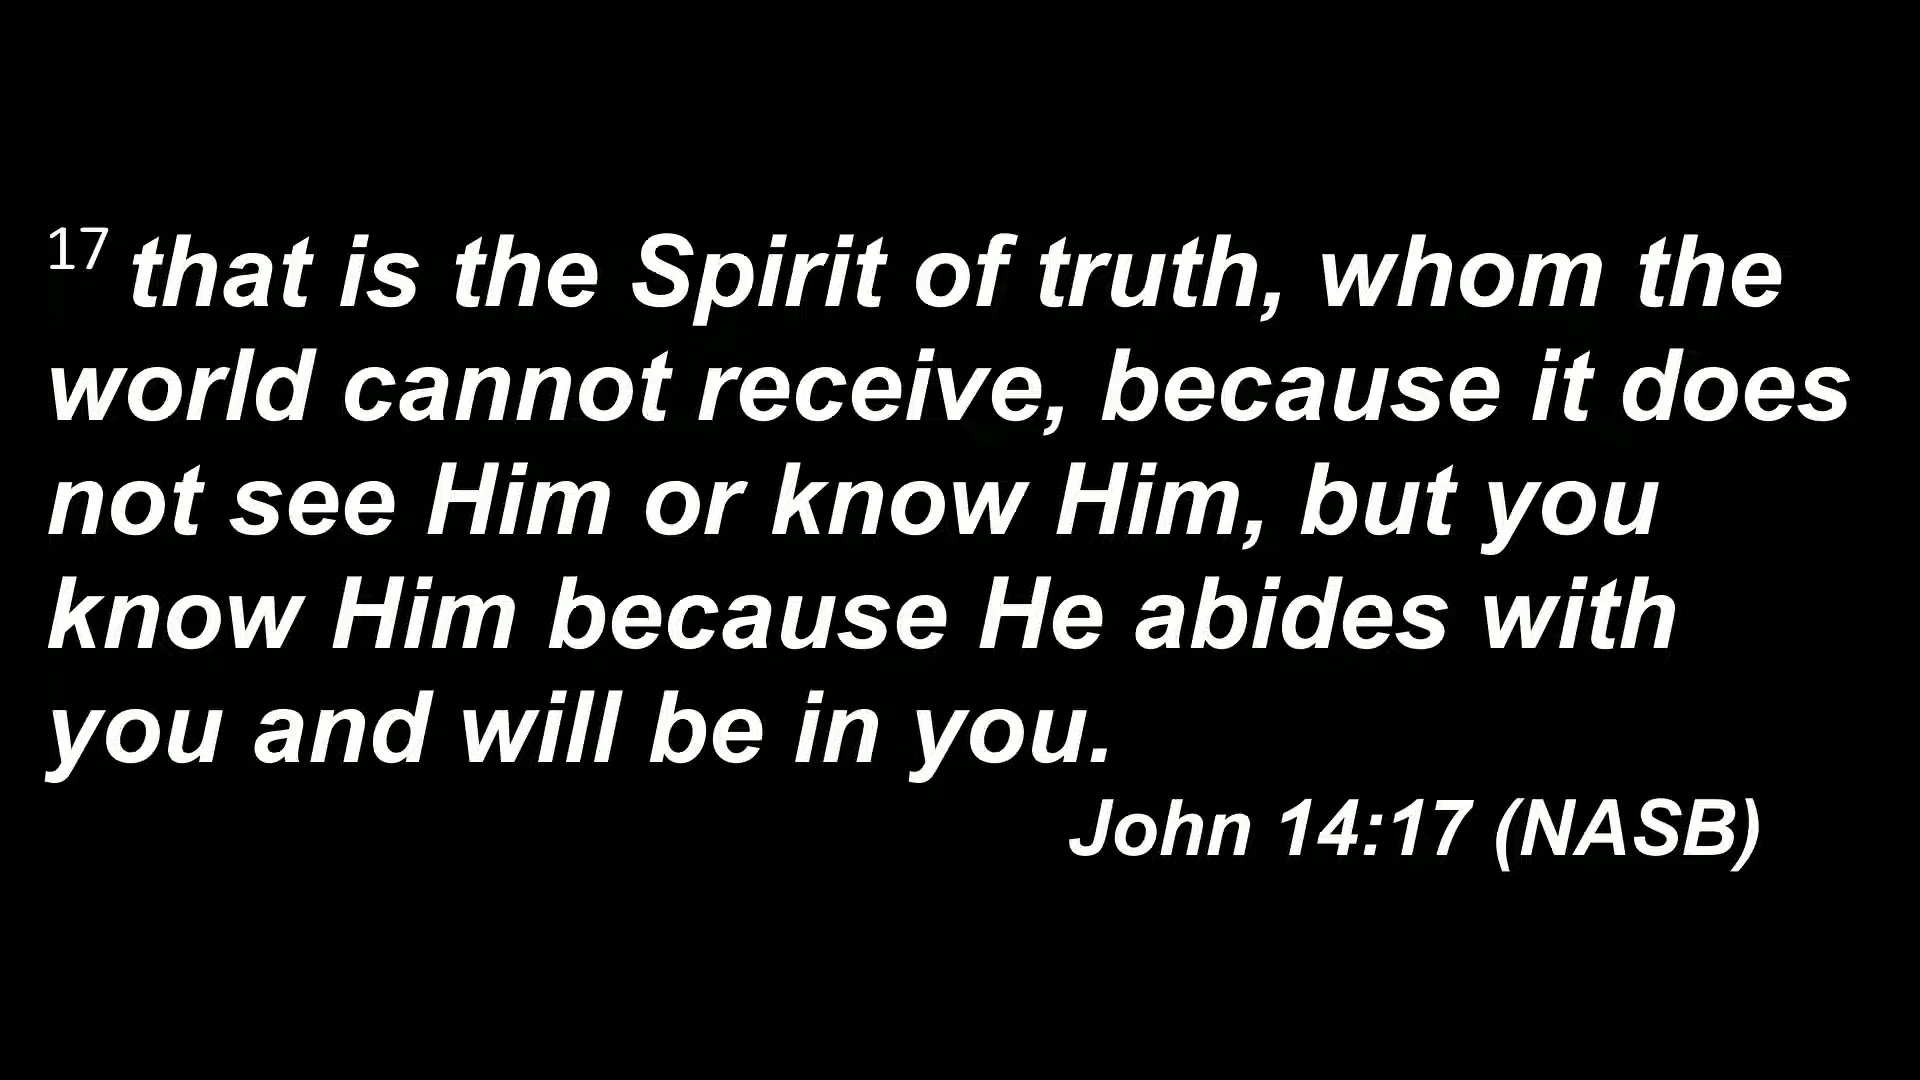 17 that is the Spirit of truth, whom the
world cannot receive, because it does
not see Him or know Him, but you
know Him because He abides with
you and will be in you.
John 14:17 (NASB)